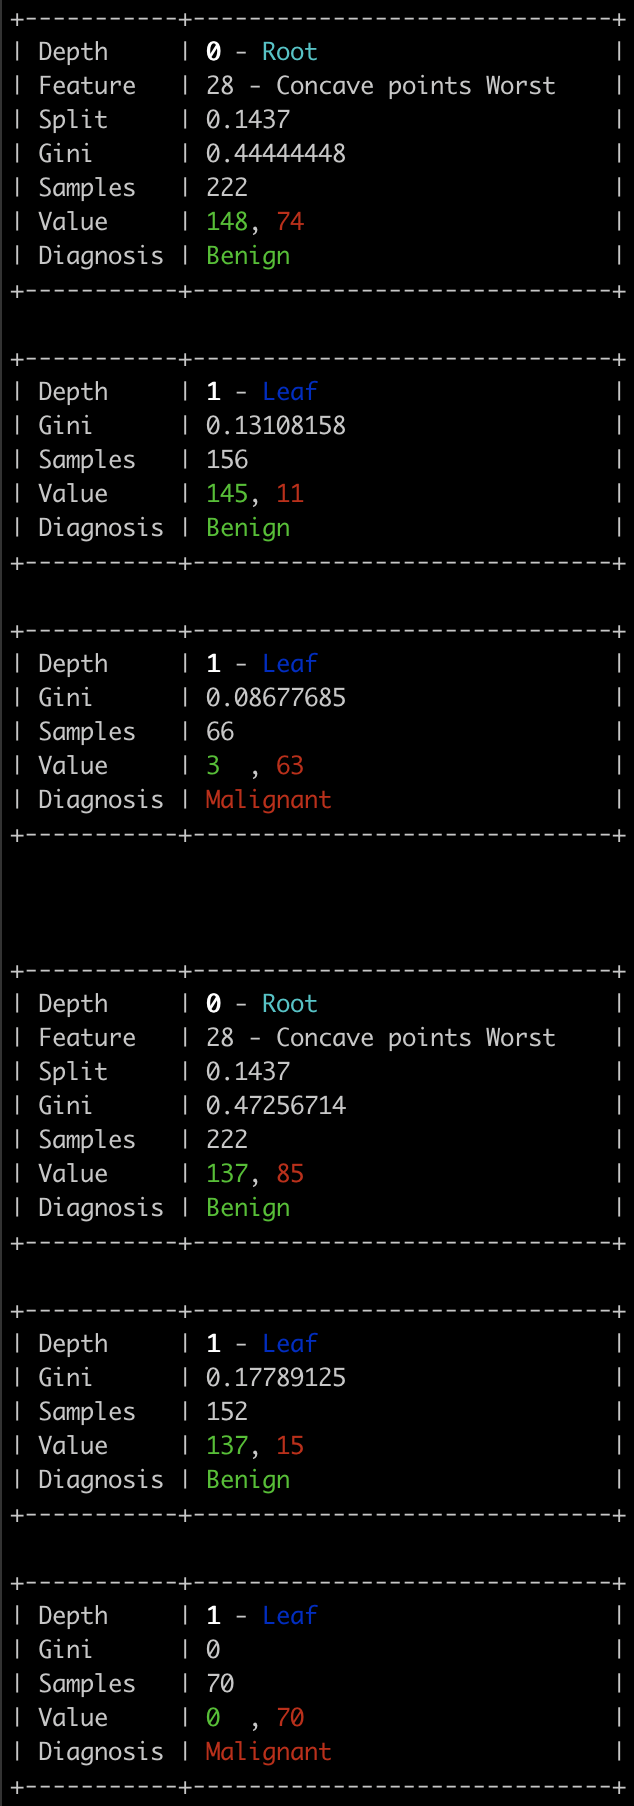 +-----------+------------------------------+
| Depth     | 0 - Root                     |
| Feature   | 28 - Concave points Worst    |
| Split     | 0.1437                       |
| Gini      | 0.44444448                   |
| Samples   | 222                          |
| Value     | 148, 74                      |
| Diagnosis | Benign                       |
+-----------+------------------------------+

+-----------+------------------------------+
| Depth     | 1 - Leaf                     |
| Gini      | 0.13108158                   |
| Samples   | 156                          |
| Value     | 145, 11                      |
| Diagnosis | Benign                       |
+-----------+------------------------------+

+-----------+------------------------------+
| Depth     | 1 - Leaf                     |
| Gini      | 0.08677685                   |
| Samples   | 66                           |
| Value     | 3  , 63                      |
| Diagnosis | Malignant                    |
+-----------+------------------------------+

+-----------+------------------------------+
| Depth     | 0 - Root                     |
| Feature   | 28 - Concave points Worst    |
| Split     | 0.1437                       |
| Gini      | 0.47256714                   |
| Samples   | 222                          |
| Value     | 137, 85                      |
| Diagnosis | Benign                       |
+-----------+------------------------------+

+-----------+------------------------------+
| Depth     | 1 - Leaf                     |
| Gini      | 0.17789125                   |
| Samples   | 152                          |
| Value     | 137, 15                      |
| Diagnosis | Benign                       |
+-----------+------------------------------+

+-----------+------------------------------+
| Depth     | 1 - Leaf                     |
| Gini      | 0                            |
| Samples   | 70                           |
| Value     | 0  , 70                      |
| Diagnosis | Malignant                    |
+-----------+------------------------------+